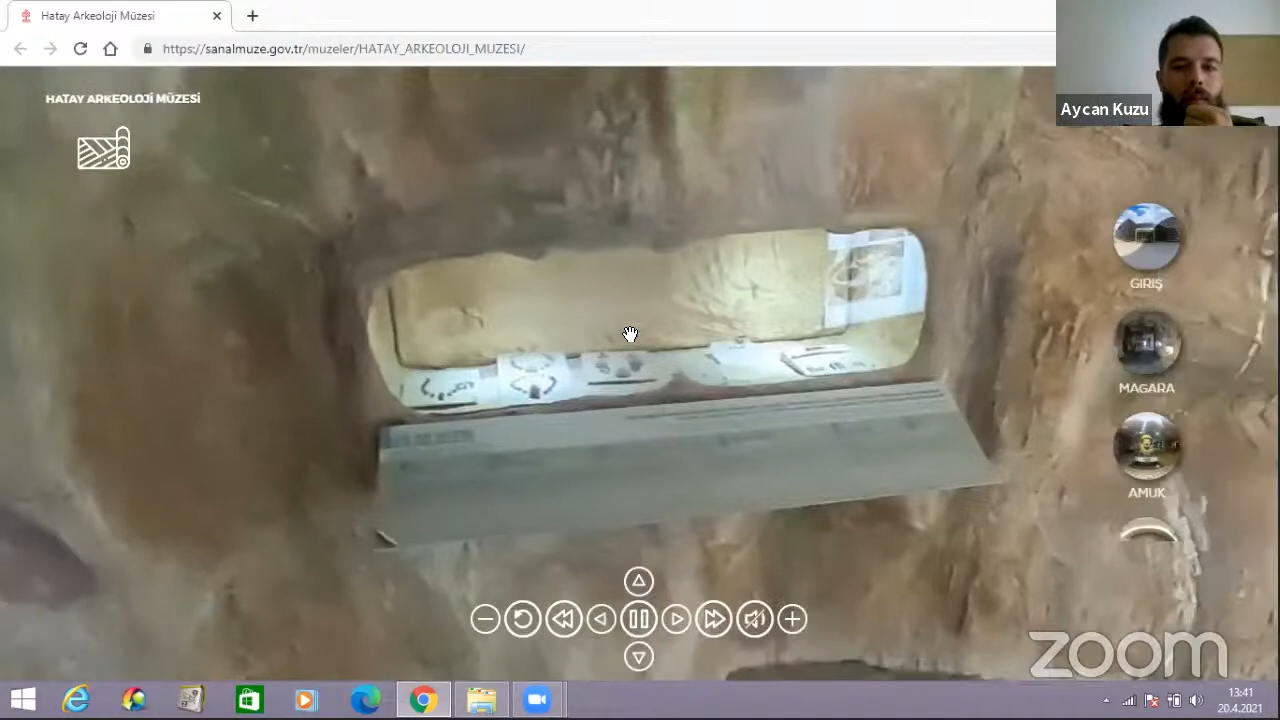 Hatay Arkeoloji Müzesi
https://sanalmuze.gov.tr/muzeler/HATAY_ARKEOLOJI_MUZESI/
HATAY ARKEOLOJİ MÜZESİ
Aycan Kuzu
GİRİŞ
MAGARA
AMUK
zoom
13:41
20.4.2021